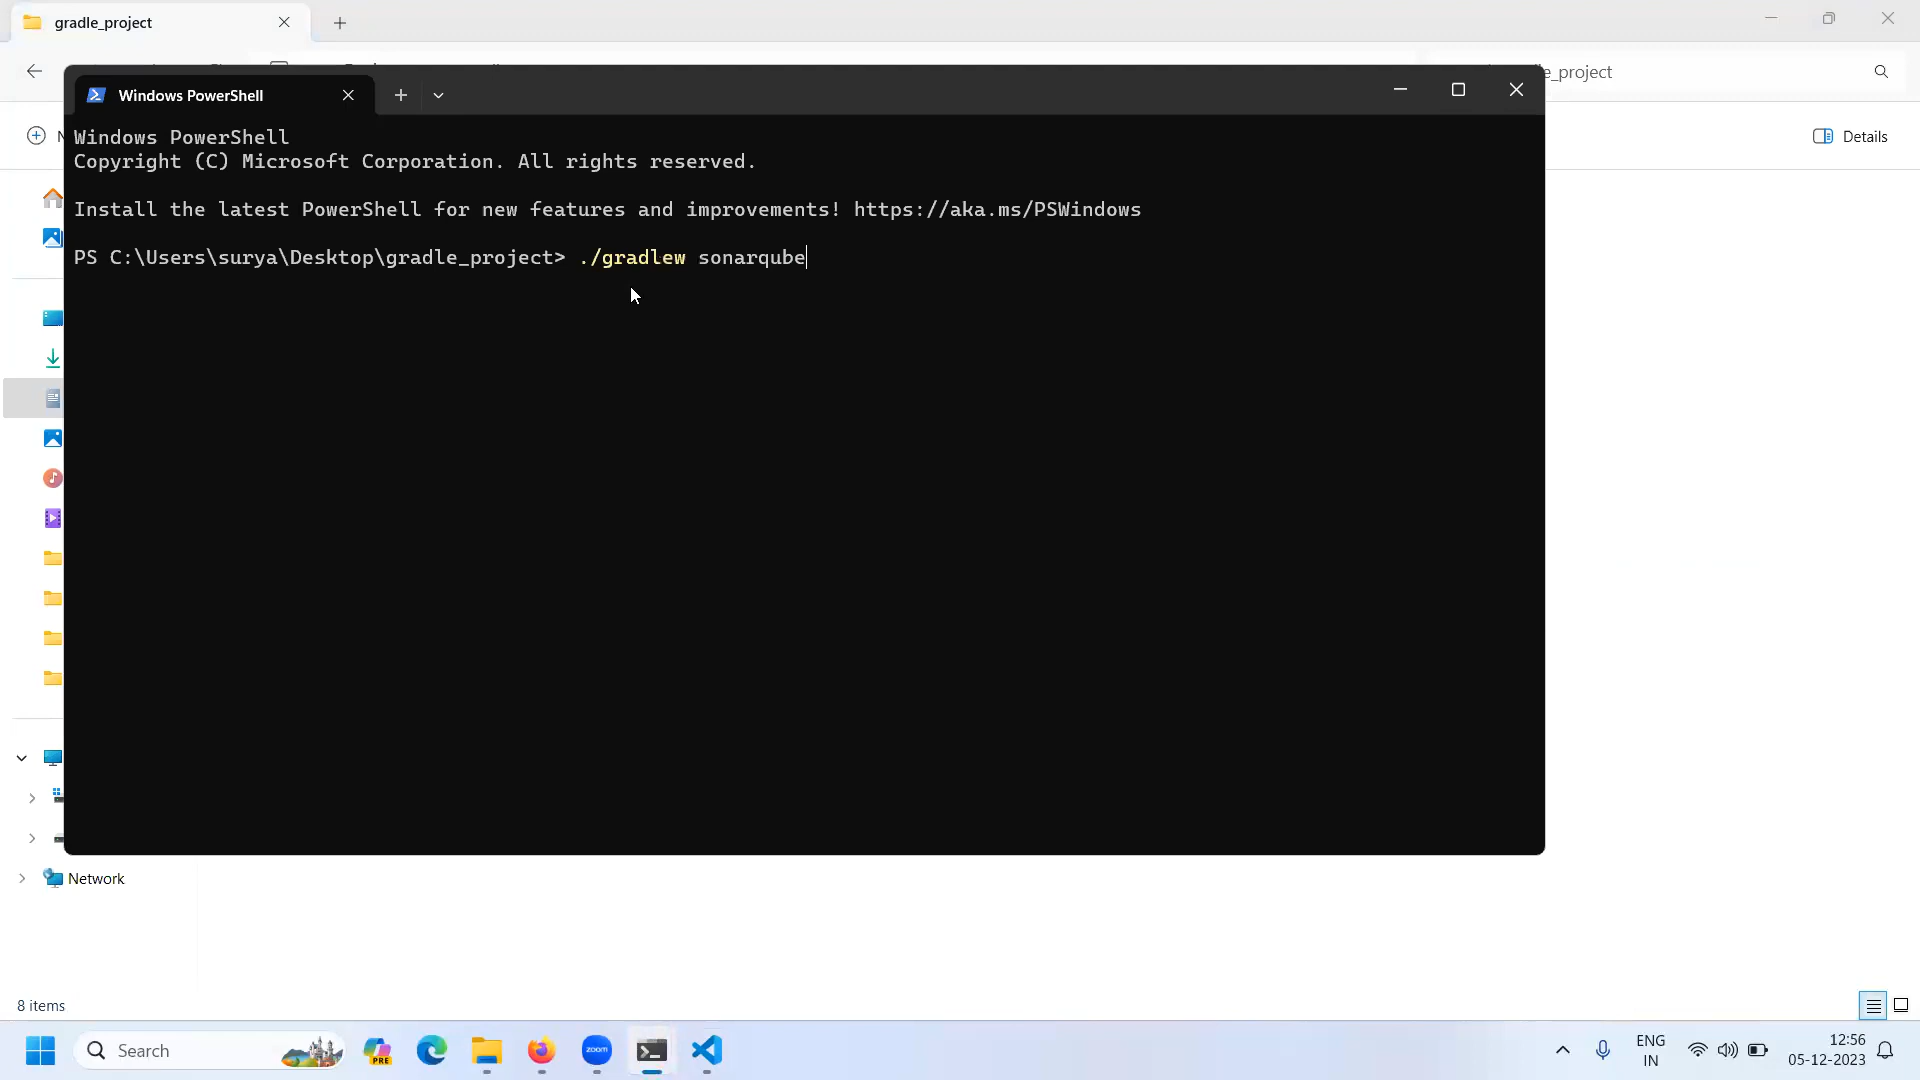 gradle_project
e_project
Windows PowerShell
Details
Windows PowerShell
Copyright (C) Microsoft Corporation. All rights reserved.
Install the latest PowerShell for new features and improvements! https://aka.ms/PSWindows
PS C:\Users\surya\Desktop\gradle_project> ./gradlew sonarqube
Network
8 items
Search
PRE
zoom
ENG
IN
12:56
05-12-2023